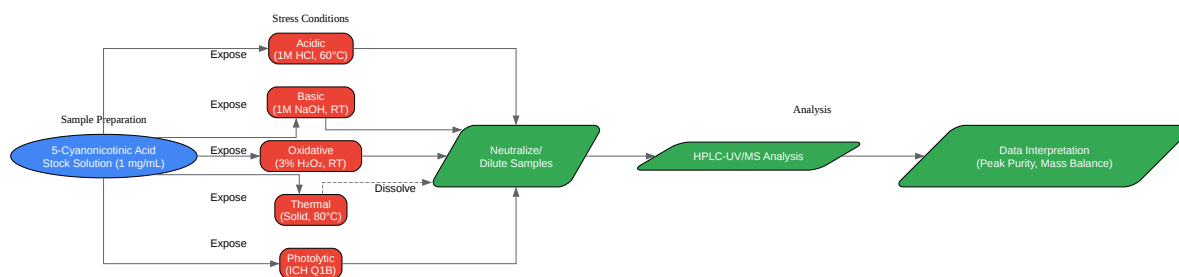 Stress Conditions
Acidic
(1M HCl, 60°C)
Expose
Basic
(1M NaOH, RT)
Expose
Sample Preparation
5-Cyanonicotinic Acid
Stock Solution (1 mg/mL)
Expose
Oxidative
(3% H₂O₂, RT)
Expose
Thermal
(Solid, 80°C)
Dissolve
Expose
Photolytic
(ICH Q1B)
Neutralize/
Dilute Samples
Analysis
HPLC-UV/MS Analysis
Data Interpretation
(Peak Purity, Mass Balance)